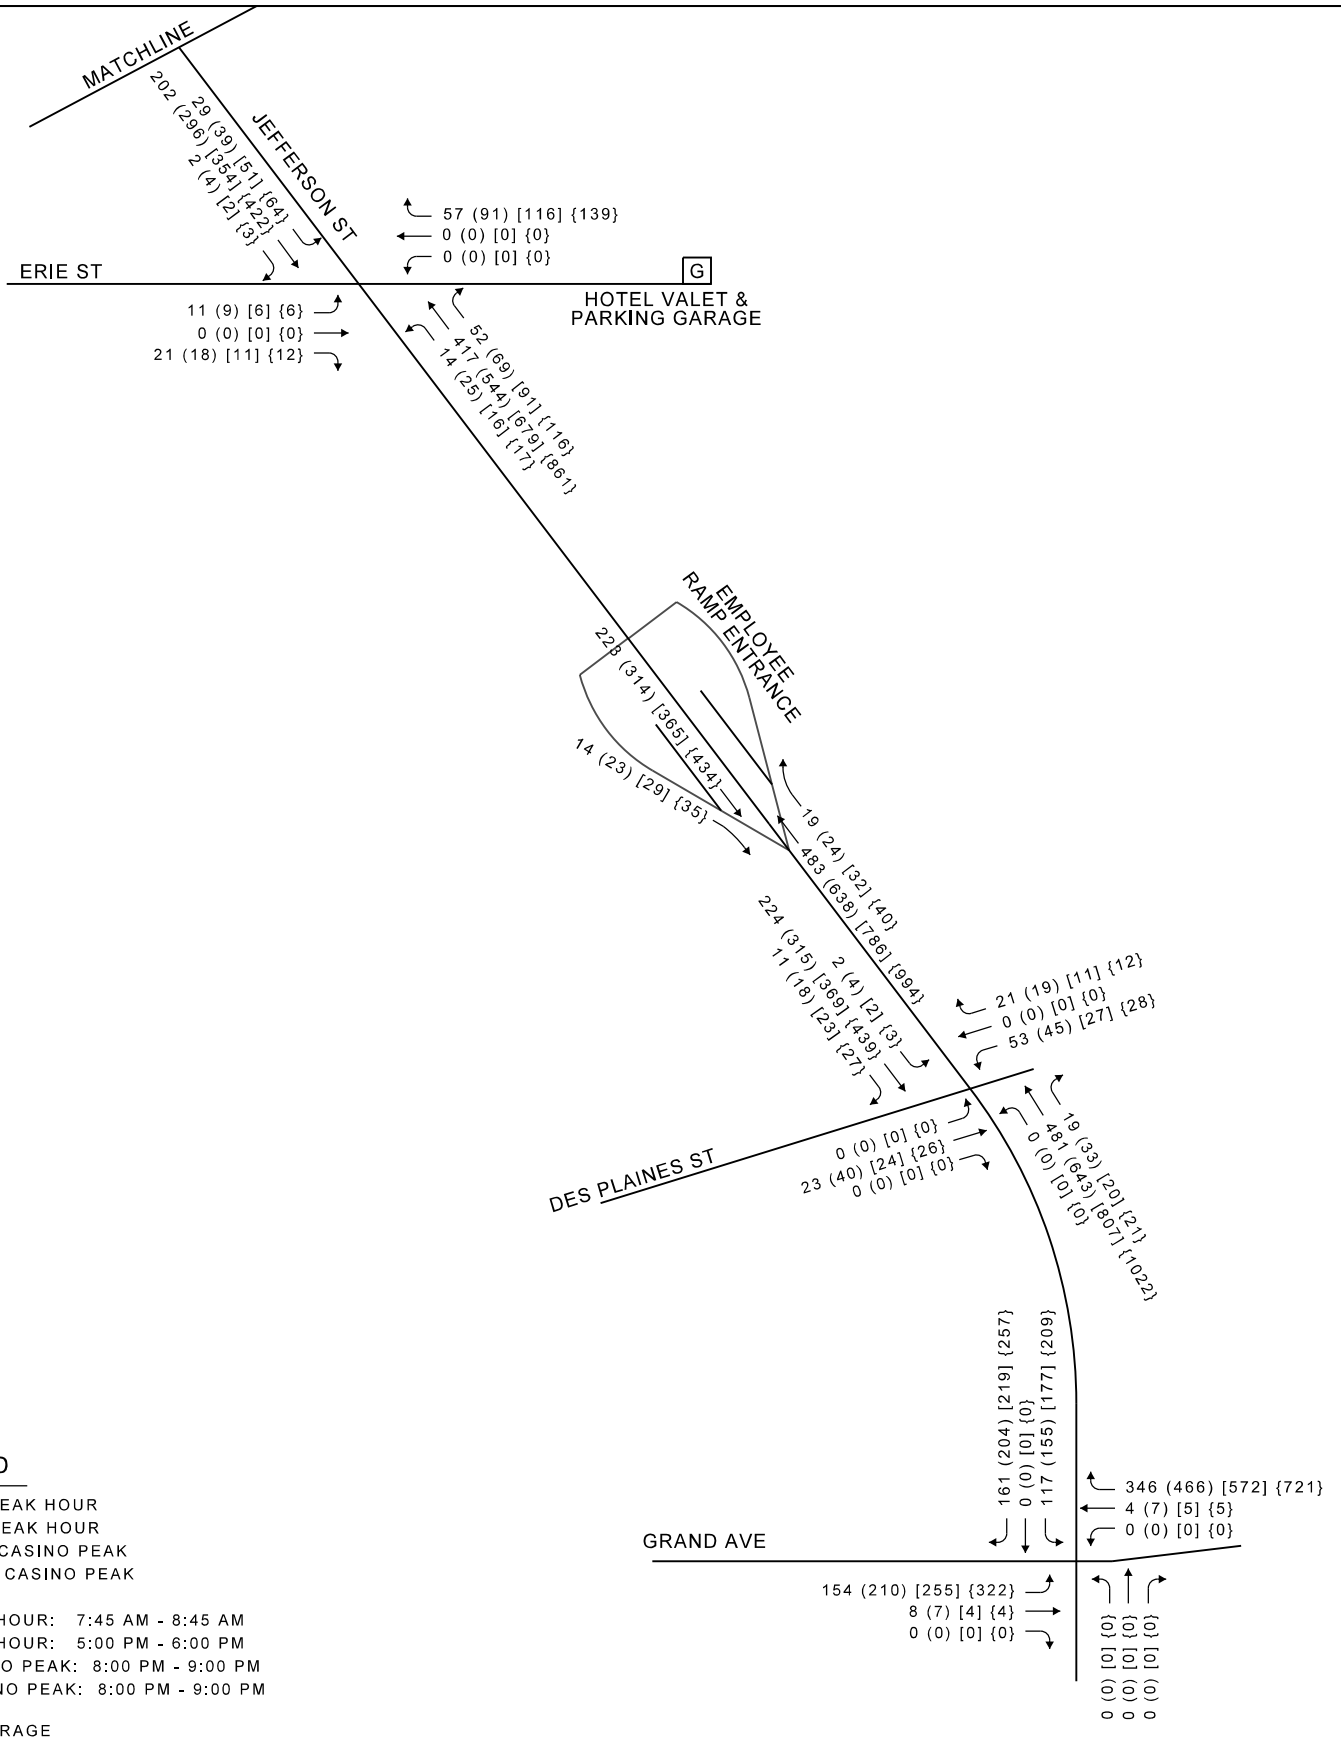 MATCHLINE
29 (39) [51] {64}
202 (296) [354] {422}
2 (4) [2] {3}
JEFFERSON ST
57 (91) [116] {139}
0 (0) [0] {0}
0 (0) [0] {0}
ERIE ST
G
HOTEL VALET &
PARKING GARAGE
11 (9) [6] {6}
0 (0) [0] {0}
21 (18) [11] {12}
52 (69) [91] {116}
417 (544) [679] {861}
14 (25) [16] {17}
EMPLOYEE
RAMP ENTRANCE
223 (314) [365] {434}
14 (23) [29] {35}
19 (24) [32] {40}
483 (638) [786] {994}
2 (4) [2] {3}
224 (315) [369] {439}
11 (18) [23] {27}
21 (19) [11] {12}
0 (0) [0] {0}
53 (45) [27] {28}
DES PLAINES ST
0 (0) [0] {0}
23 (40) [24] {26}
0 (0) [0] {0}
19 (33) [20] {21}
481 (643) [807] {1022}
0 (0) [0] {0}
161 (204) [219] {257}
0 (0) [0] {0}
117 (155) [177] {209}
346 (466) [572] {721}
4 (7) [5] {5}
0 (0) [0] {0}
GRAND AVE
154 (210) [255] {322}
8 (7) [4] {4}
0 (0) [0] {0}
0 (0) [0] {0}
0 (0) [0] {0}
0 (0) [0] {0}
EAK HOUR
EAK HOUR
CASINO PEAK
CASINO PEAK
HOUR: 7:45 AM - 8:45 AM
HOUR: 5:00 PM - 6:00 PM
O PEAK: 8:00 PM - 9:00 PM
NO PEAK: 8:00 PM - 9:00 PM
RAGE